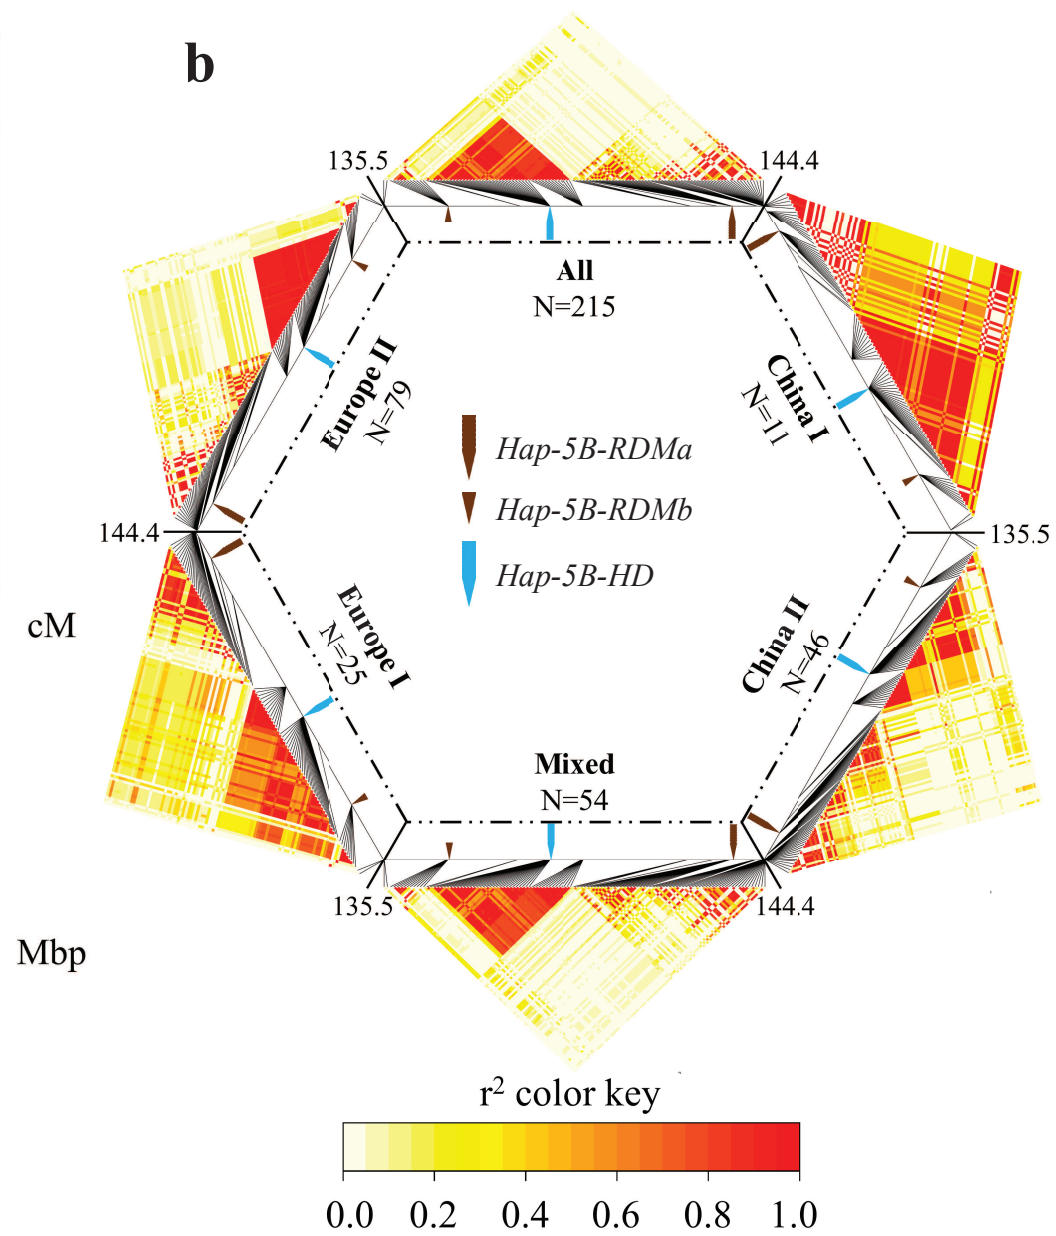 b
135.5
144.4
All
N=215
Europe II
N=79
China I
N=11
Hap-5B-RDMa
Hap-5B-RDMb
Hap-5B-HD
144.4
135.5
cM
Europe I
N=25
China II
N=46
Mixed
N=54
135.5
144.4
Mbp
r² color key
0.0 0.2 0.4 0.6 0.8 1.0